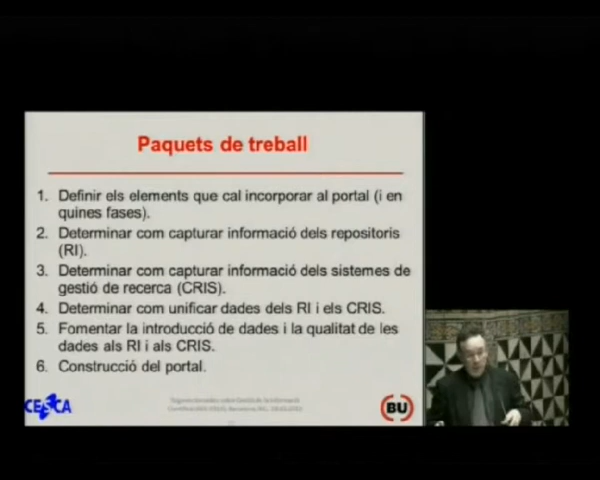 Paquets de treball
1. Definir els elements que cal incorporar al portal (i en
quines fases).
2. Determinar com capturar informació dels repositoris
(RI).
3. Determinar com capturar informació dels sistemes de
gestió de recerca (CRIS).
4. Determinar com unificar dades dels RI i els CRIS.
5. Fomentar la introducció de dades i la qualitat de les
dades als RI i als CRIS.
6. Construcció del portal.
CESCA
BU